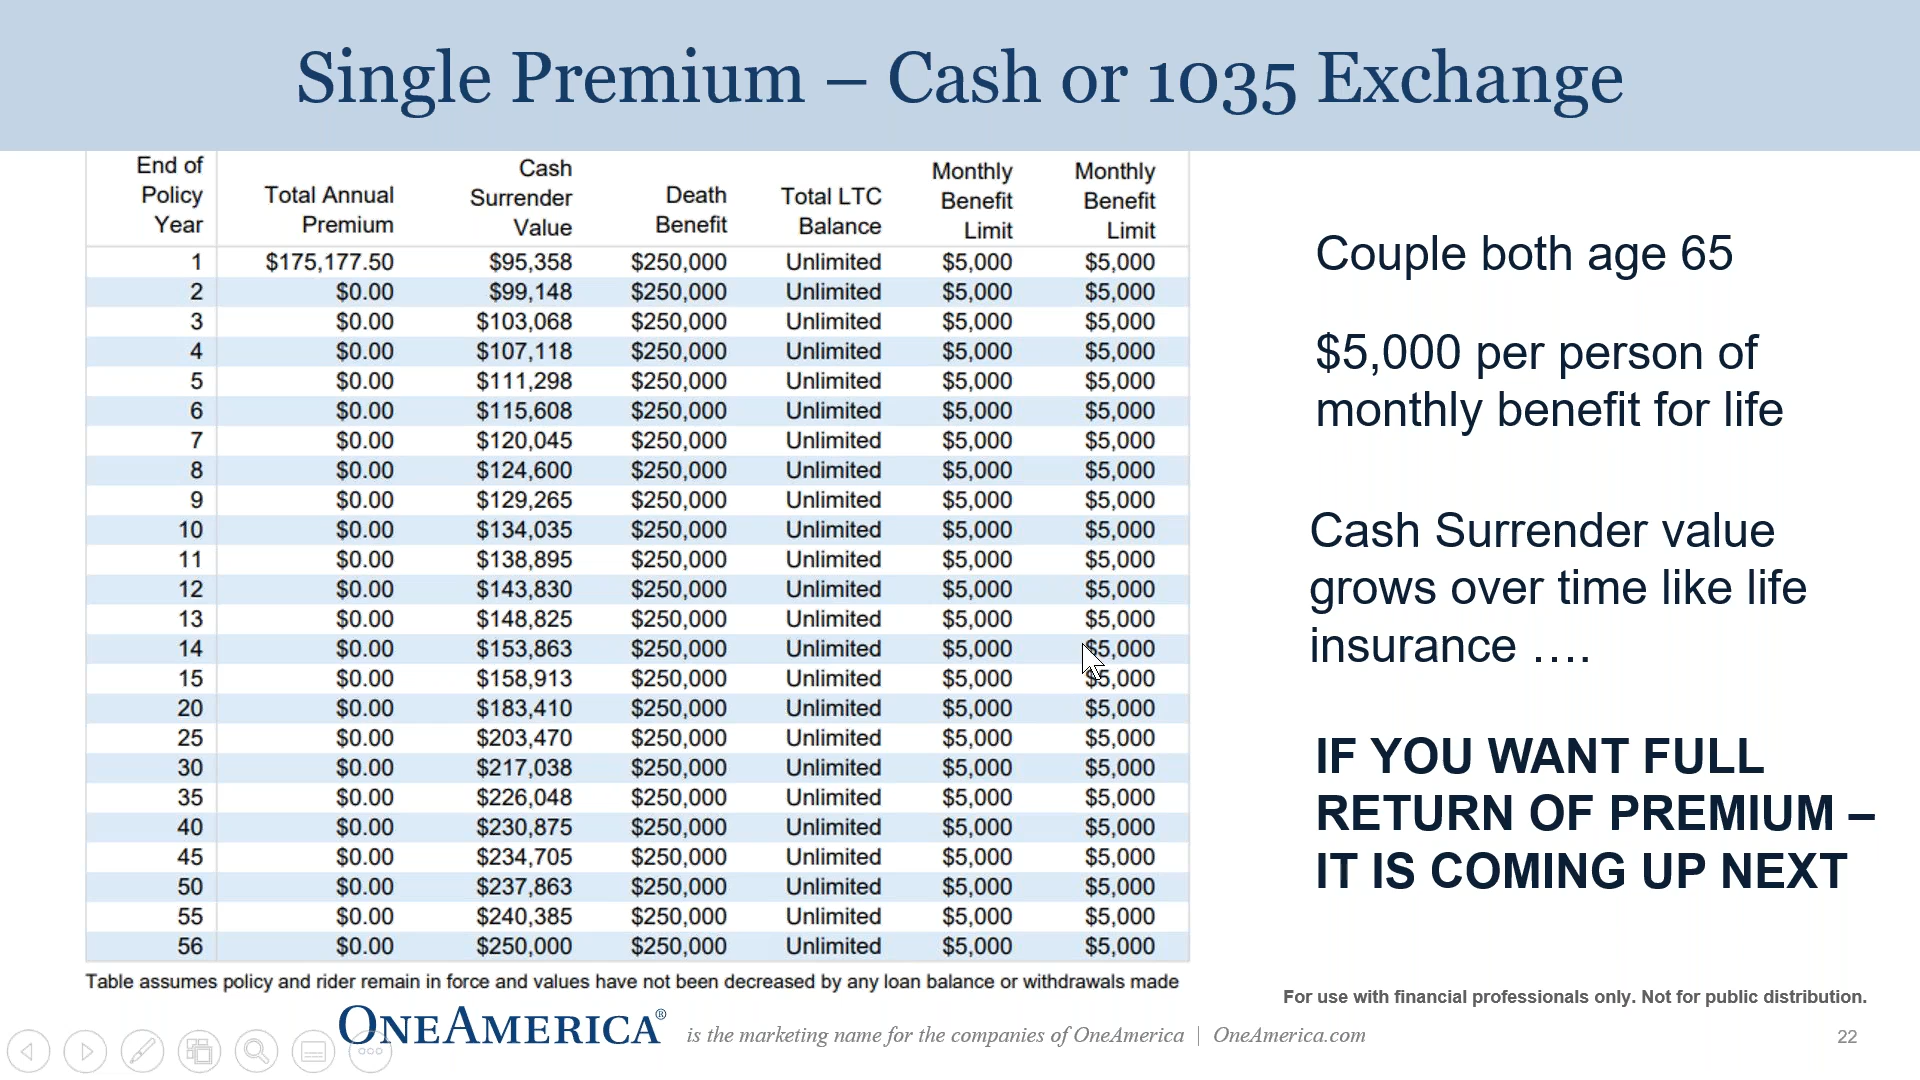 Single Premium – Cash or 1035 Exchange
End of Policy Year Total Annual Premium Cash Surrender Value Death Benefit Total LTC Balance Monthly Benefit Limit Monthly Benefit Limit
1 $175,177.50 $95,358 $250,000 Unlimited $5,000 $5,000
2 $0.00 $99,148 $250,000 Unlimited $5,000 $5,000
3 $0.00 $103,068 $250,000 Unlimited $5,000 $5,000
4 $0.00 $107,118 $250,000 Unlimited $5,000 $5,000
5 $0.00 $111,298 $250,000 Unlimited $5,000 $5,000
6 $0.00 $115,608 $250,000 Unlimited $5,000 $5,000
7 $0.00 $120,045 $250,000 Unlimited $5,000 $5,000
8 $0.00 $124,600 $250,000 Unlimited $5,000 $5,000
9 $0.00 $129,265 $250,000 Unlimited $5,000 $5,000
10 $0.00 $134,035 $250,000 Unlimited $5,000 $5,000
11 $0.00 $138,895 $250,000 Unlimited $5,000 $5,000
12 $0.00 $143,830 $250,000 Unlimited $5,000 $5,000
13 $0.00 $148,825 $250,000 Unlimited $5,000 $5,000
14 $0.00 $153,863 $250,000 Unlimited $5,000 $5,000
15 $0.00 $158,913 $250,000 Unlimited $5,000 $5,000
20 $0.00 $183,410 $250,000 Unlimited $5,000 $5,000
25 $0.00 $203,470 $250,000 Unlimited $5,000 $5,000
30 $0.00 $217,038 $250,000 Unlimited $5,000 $5,000
35 $0.00 $226,048 $250,000 Unlimited $5,000 $5,000
40 $0.00 $230,875 $250,000 Unlimited $5,000 $5,000
45 $0.00 $234,705 $250,000 Unlimited $5,000 $5,000
50 $0.00 $237,863 $250,000 Unlimited $5,000 $5,000
55 $0.00 $240,385 $250,000 Unlimited $5,000 $5,000
56 $0.00 $250,000 $250,000 Unlimited $5,000 $5,000
Table assumes policy and rider remain in force and values have not been decreased by any loan balance or withdrawals made
Couple both age 65
$5,000 per person of
monthly benefit for life
Cash Surrender value
grows over time like life
insurance ….
IF YOU WANT FULL
RETURN OF PREMIUM –
IT IS COMING UP NEXT
For use with financial professionals only. Not for public distribution.
ONEAMERICA® is the marketing name for the companies of OneAmerica | OneAmerica.com
22